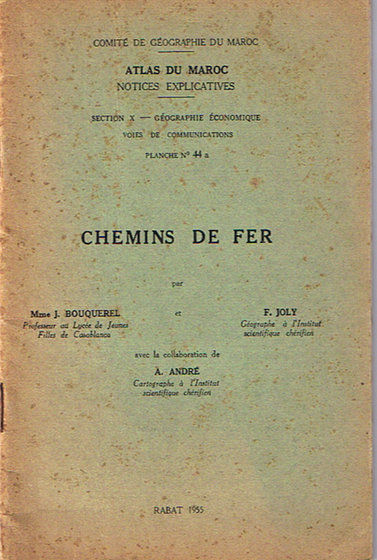 COMITÉ DE GÉOGRAPHIE DU MAROC
ATLAS DU MAROC
NOTICES EXPLICATIVES
SECTION X — GÉOGRAPHIE ÉCONOMIQUE
VOIES DE COMMUNICATIONS
PLANCHE N° 44 a
CHEMINS DE FER
par
Mme J. BOUQUEREL
Professeur au Lycée de Jeunes
Filles de Casablanca
et
F. JOLY
Géographe à l'Institut
scientifique chérifien
avec la collaboration de
A. ANDRÉ
Cartographe à l'Institut
scientifique chérifien
RABAT 1955